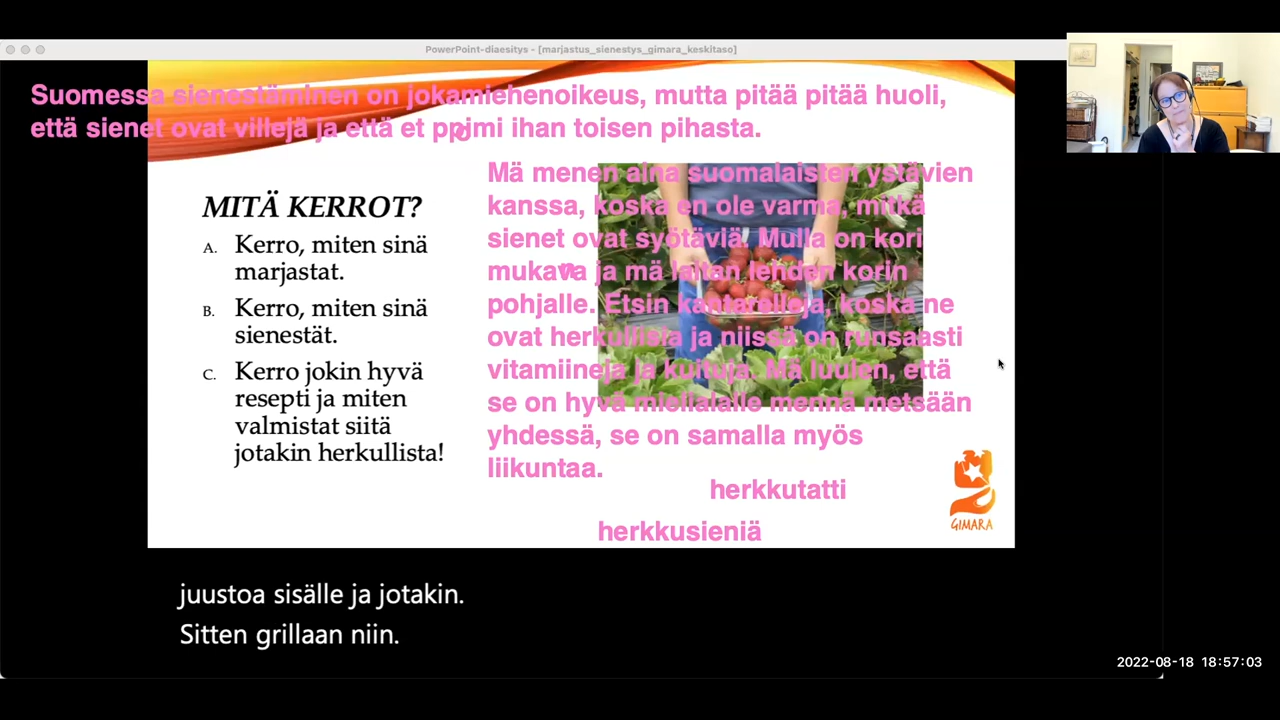 PowerPoint-diaesitys - [marjastus_sienestys_gimara_keskitaso]
Suomessa sienestäminen on jokamiehenoikeus, mutta pitää pitää huoli,
että sienet ovat villejä ja että et ppimi ihan toisen pihasta.
o
MITÄ KERROT?
A. Kerro, miten sinä
marjastat.
B. Kerro, miten sinä
sienestät.
C. Kerro jokin hyvä
resepti ja miten
valmistat siitä
jotakin herkullista!
Mä menen aina suomalaisten ystävien
kanssa, koska en ole varma, mitkä
sienet ovat syötäviä. Mulla on kori
mukava ja mä laitan lehden korin
n
pohjalle. Etsin kantarelleja, koska ne
ovat herkullisia ja niissä on runsaasti
vitamiineja ja kuituja. Mä luulen, että
se on hyvä mielialalle mennä metsään
yhdessä, se on samalla myös
liikuntaa.
herkkutatti
herkkusieniä
GIMARA
juustoa sisälle ja jotakin.
Sitten grillaan niin.
2022-08-18 18:57:03